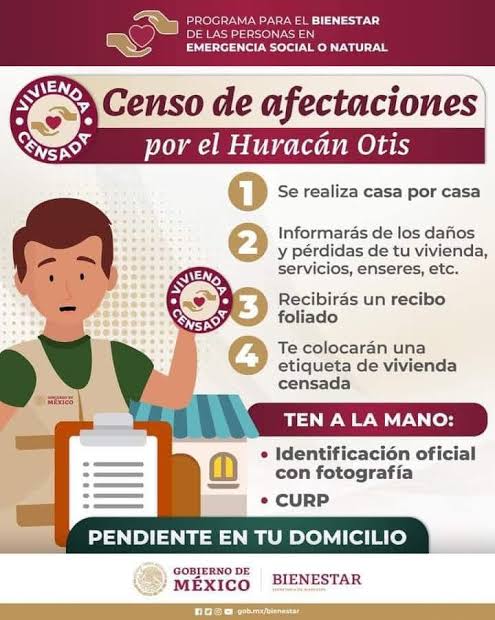 PROGRAMA PARA EL BIENESTAR
DE LAS PERSONAS EN
EMERGENCIA SOCIAL O NATURAL
VIVIENDA CENSADA
Censo de afectaciones
por el Huracán Otis
1 Se realiza casa por casa
2 Informarás de los daños
y pérdidas de tu vivienda,
servicios, enseres, etc.
VIVIENDA CENSADA
3 Recibirás un recibo
foliado
4 Te colocarán una
etiqueta de vivienda
censada
GOBIERNO DE
MÉXICO
TEN A LA MANO:
• Identificación oficial
con fotografía
• CURP
PENDIENTE EN TU DOMICILIO
GOBIERNO DE
MÉXICO
BIENESTAR
SECRETARÍA DE BIENESTAR
gob.mx/bienestar